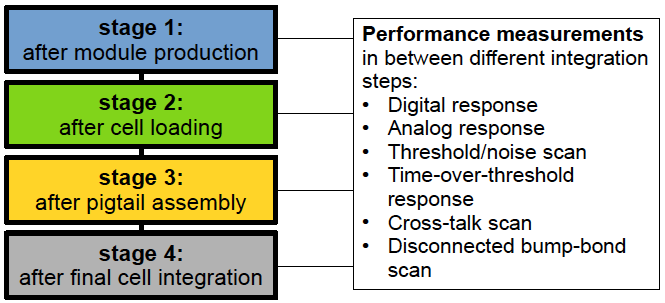 stage 1:
after module production
stage 2:
after cell loading
stage 3:
after pigtail assembly
stage 4:
after final cell integration
Performance measurements
in between different integration
steps:
• Digital response
• Analog response
• Threshold/noise scan
• Time-over-threshold
response
• Cross-talk scan
• Disconnected bump-bond
scan